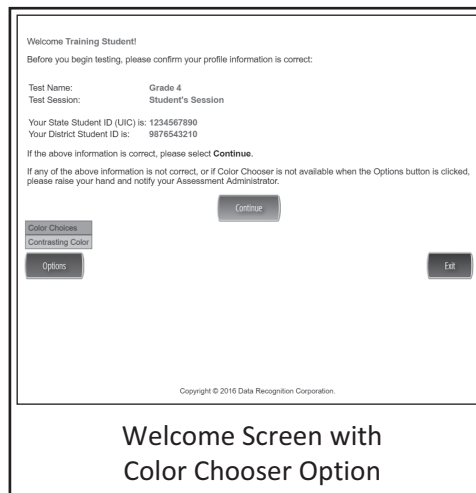 Welcome Training Student!
Before you begin testing, please confirm your profile information is correct:
Test Name: Grade 4
Test Session: Student's Session
Your State Student ID (UIC) is: 1234567890
Your District Student ID is: 9876543210
If the above information is correct, please select Continue.
If any of the above information is not correct, or if Color Chooser is not available when the Options button is clicked,
please raise your hand and notify your Assessment Administrator.
Continue
Color Choices
Contrasting Color
Options Exit
Copyright © 2016 Data Recognition Corporation.
Welcome Screen with
Color Chooser Option